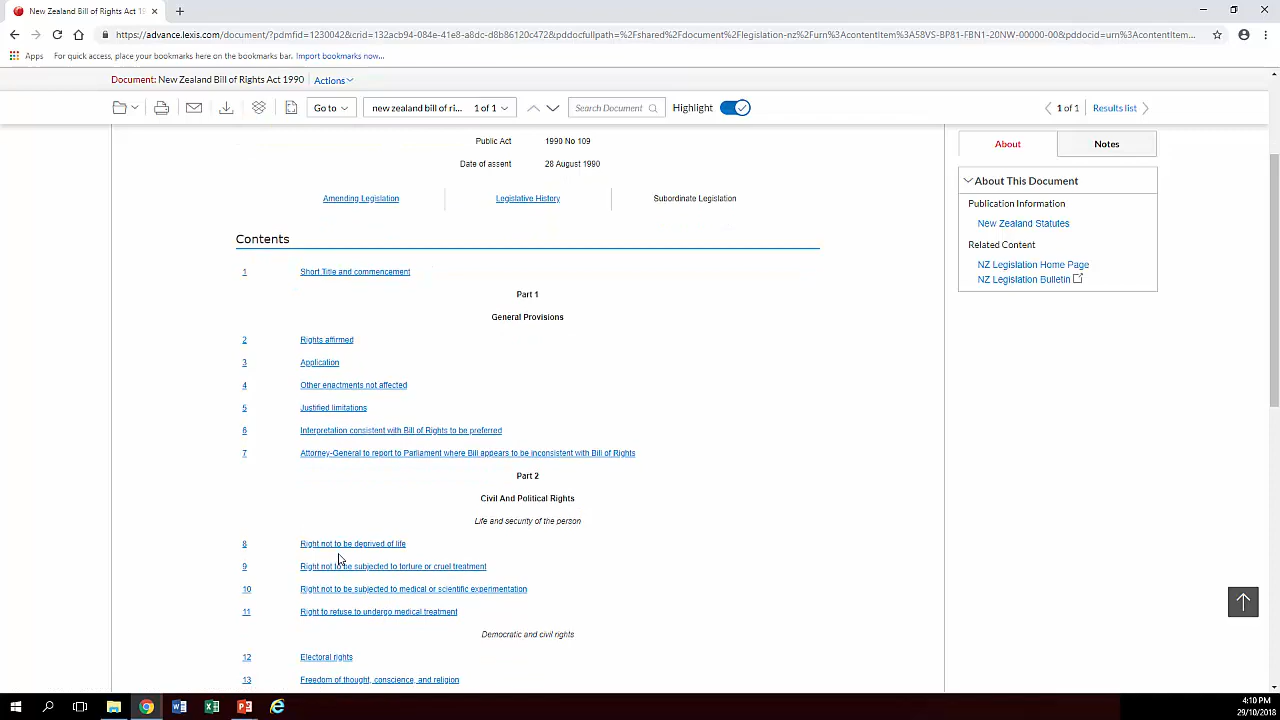 New Zealand Bill of Rights Act 19
https://advance.lexis.com/document/?pdmfid=1230042&crid=132acb94-084e-41e8-a8dc-d8b86120c472&pddocfullpath=%2Fshared%2Fdocument%2Flegislation-nz%2Furn%3AcontentItem%3A58VS-BP81-FBN1-20NW-00000-00&pddocid=urn%3AcontentItem...
Apps For quick access, place your bookmarks here on the bookmarks bar. Import bookmarks now...
Document: New Zealand Bill of Rights Act 1990 Actions
Go to new zealand bill of ri... 1 of 1 Search Document Highlight 1 of 1 Results list
Public Act 1990 No 109
Date of assent 28 August 1990
Amending Legislation Legislative History Subordinate Legislation
Contents
1 Short Title and commencement
Part 1
General Provisions
2 Rights affirmed
3 Application
4 Other enactments not affected
5 Justified limitations
6 Interpretation consistent with Bill of Rights to be preferred
7 Attorney-General to report to Parliament where Bill appears to be inconsistent with Bill of Rights
Part 2
Civil And Political Rights
Life and security of the person
8 Right not to be deprived of life
9 Right not to be subjected to torture or cruel treatment
10 Right not to be subjected to medical or scientific experimentation
11 Right to refuse to undergo medical treatment
Democratic and civil rights
12 Electoral rights
13 Freedom of thought, conscience, and religion
About Notes
About This Document
Publication Information
New Zealand Statutes
Related Content
NZ Legislation Home Page
NZ Legislation Bulletin
4:10 PM
29/10/2018